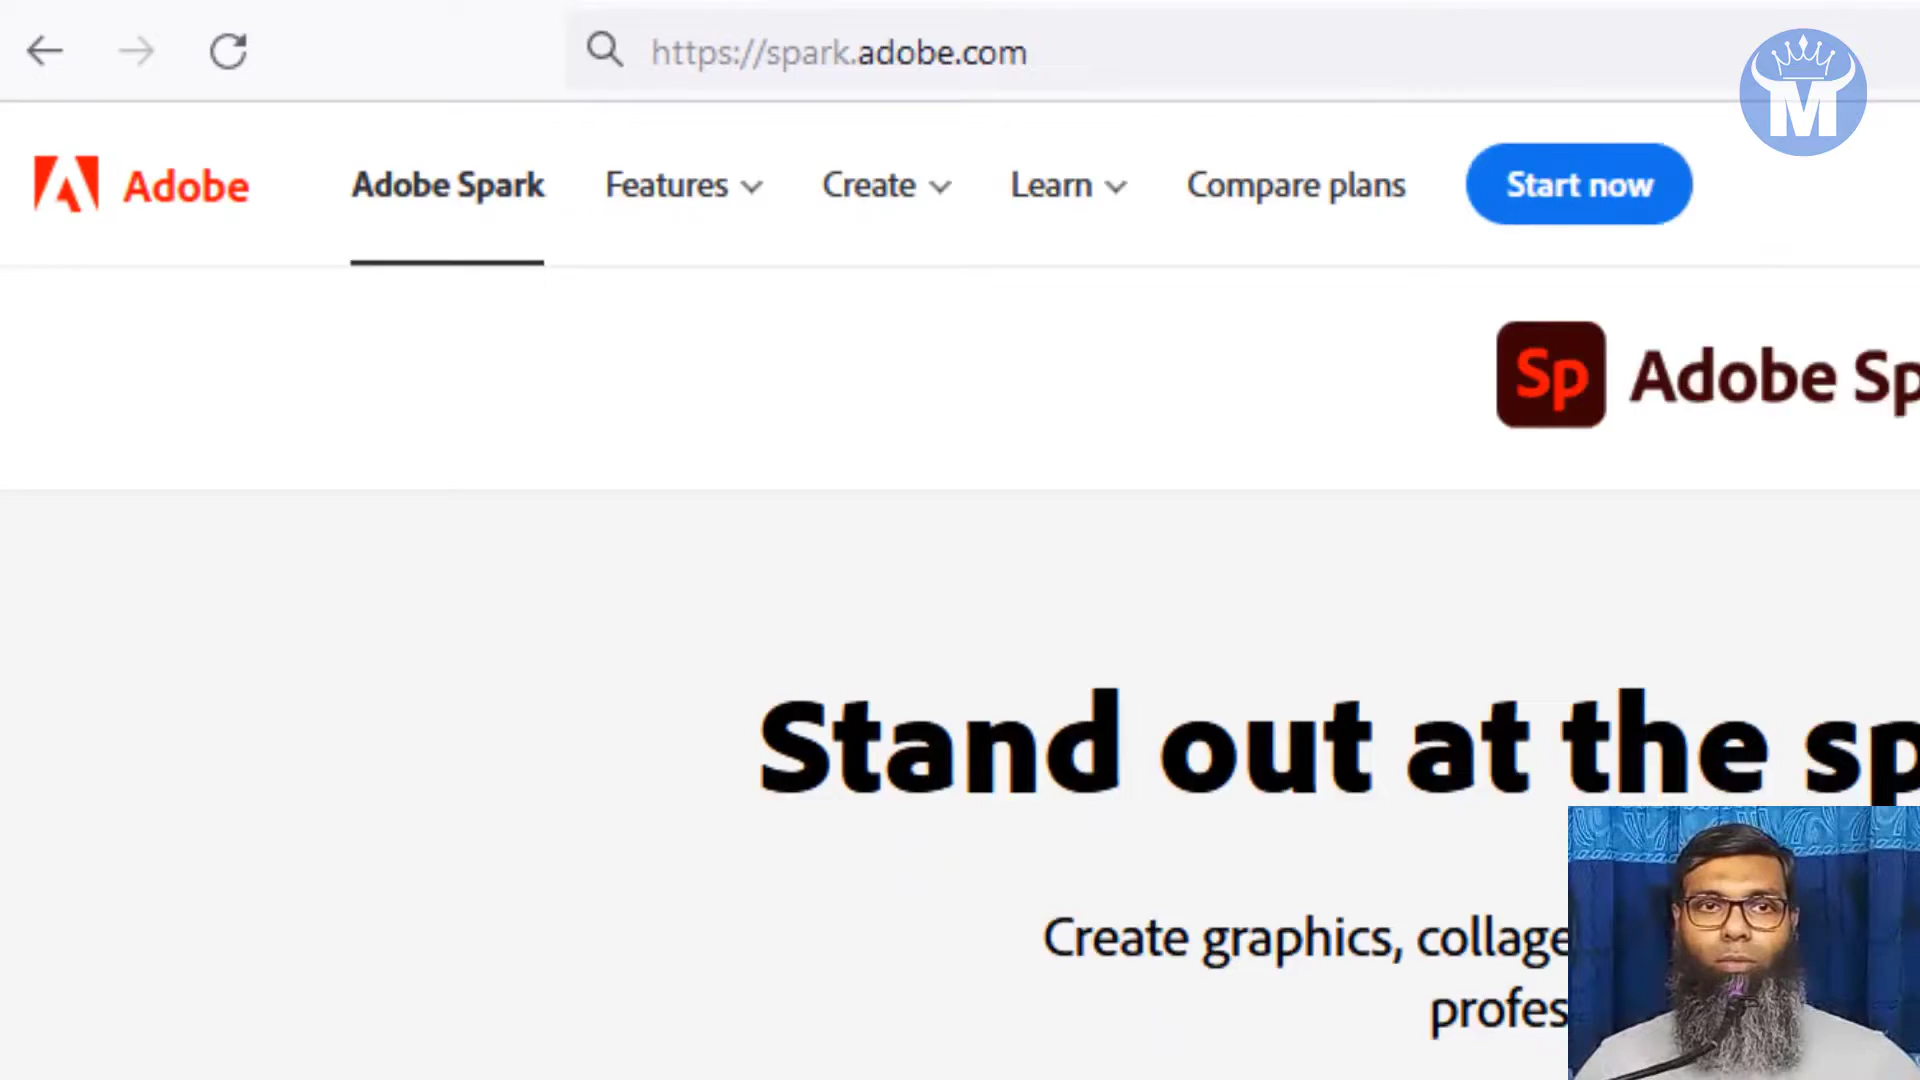 https://spark.adobe.com
M
Adobe
Adobe Spark
Features
Create
Learn
Compare plans
Start now
Sp
Adobe Sp
Stand out at the sp
Create graphics, collage
profes